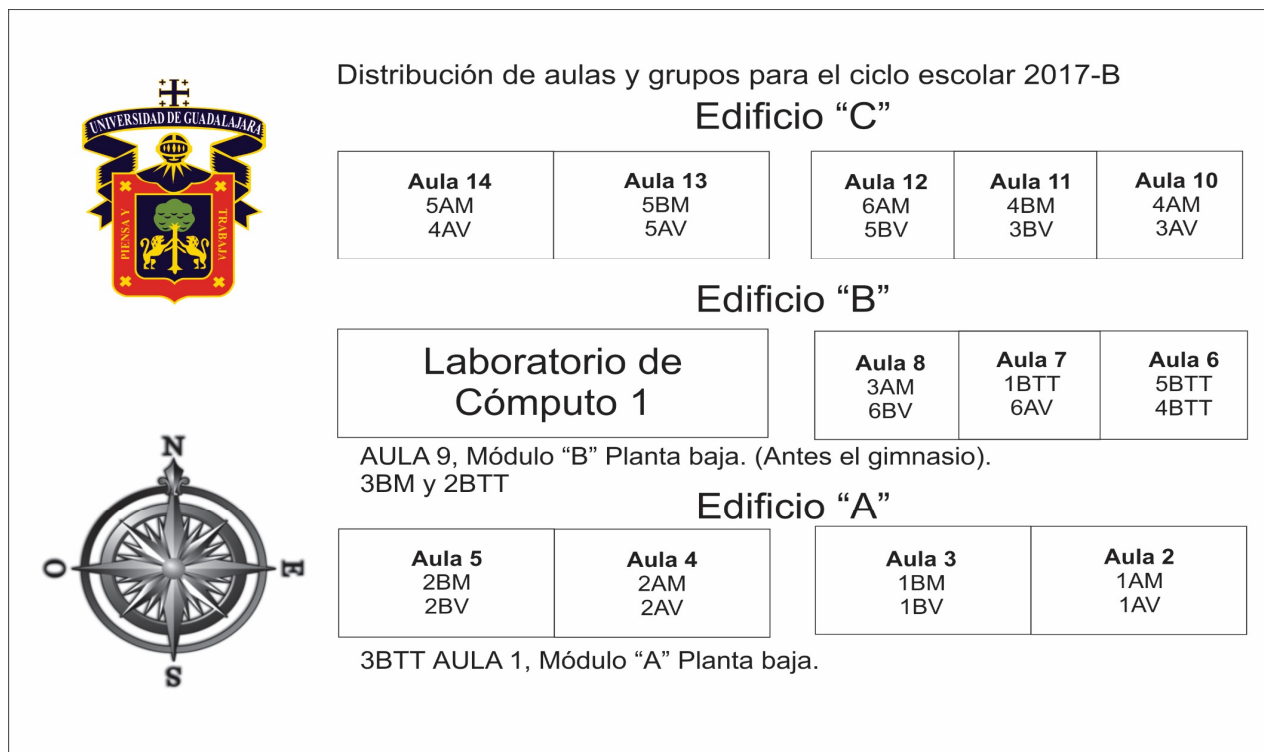 Distribución de aulas y grupos para el ciclo escolar 2017-B
UNIVERSIDAD DE GUADALAJARA
PIENSA Y
TRABAJA
Edificio “C”
Aula 14
5AM
4AV
Aula 13
5BM
5AV
Aula 12
6AM
5BV
Aula 11
4BM
3BV
Aula 10
4AM
3AV
Edificio “B”
Laboratorio de
Cómputo 1
Aula 8
3AM
6BV
Aula 7
1BTT
6AV
Aula 6
5BTT
4BTT
AULA 9, Módulo “B” Planta baja. (Antes el gimnasio).
3BM y 2BTT
Edificio “A”
Aula 5
2BM
2BV
Aula 4
2AM
2AV
Aula 3
1BM
1BV
Aula 2
1AM
1AV
3BTT AULA 1, Módulo “A” Planta baja.
N
O
E
S